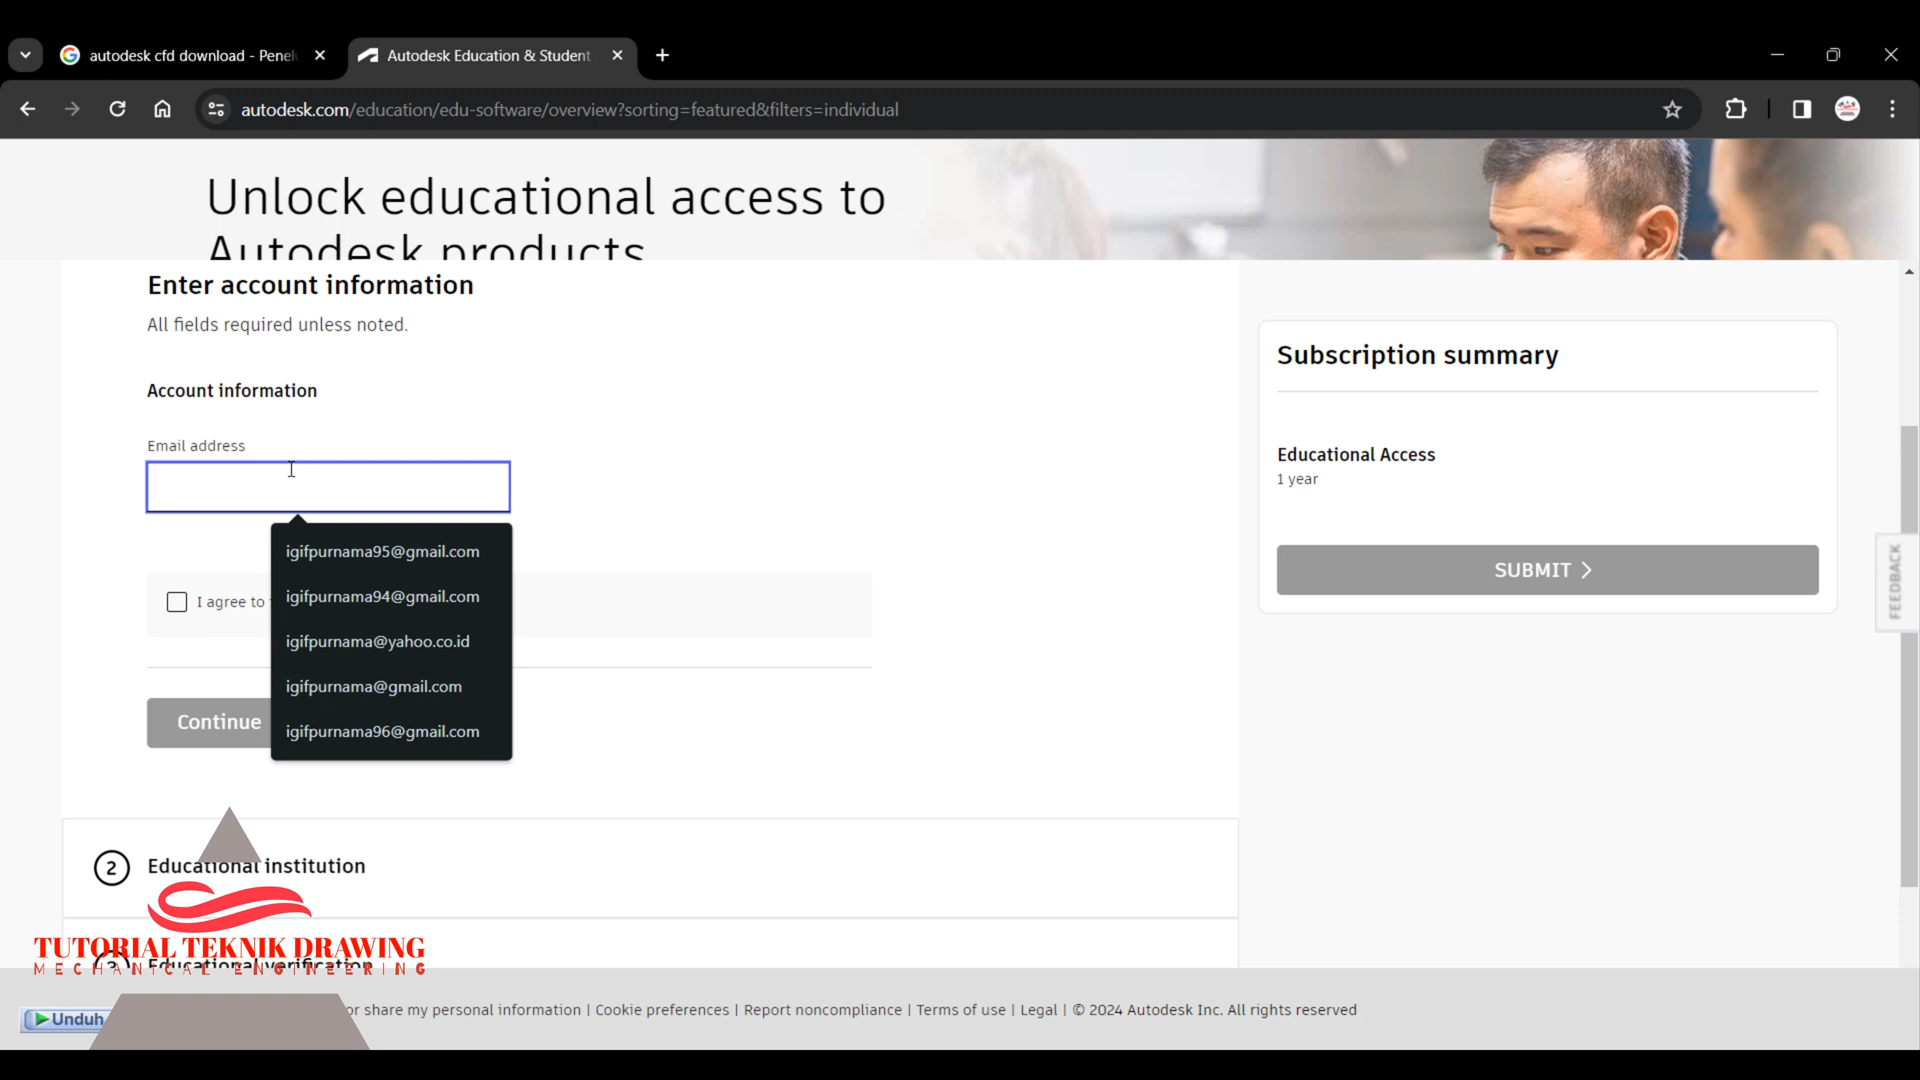 autodesk cfd download - Penel
Autodesk Education & Student
autodesk.com/education/edu-software/overview?sorting=featured&filters=individual
Unlock educational access to
Autodesk products
Enter account information
All fields required unless noted.
Account information
Email address
igifpurnama95@gmail.com
igifpurnama94@gmail.com
igifpurnama@yahoo.co.id
igifpurnama@gmail.com
igifpurnama96@gmail.com
I agree to
Continue
Subscription summary
Educational Access
1 year
SUBMIT
FEEDBACK
2 Educational institution
3 Educational verification
TUTORIAL TEKNIK DRAWING
MECHANICAL ENGINEERING
Unduh
or share my personal information | Cookie preferences | Report noncompliance | Terms of use | Legal | © 2024 Autodesk Inc. All rights reserved